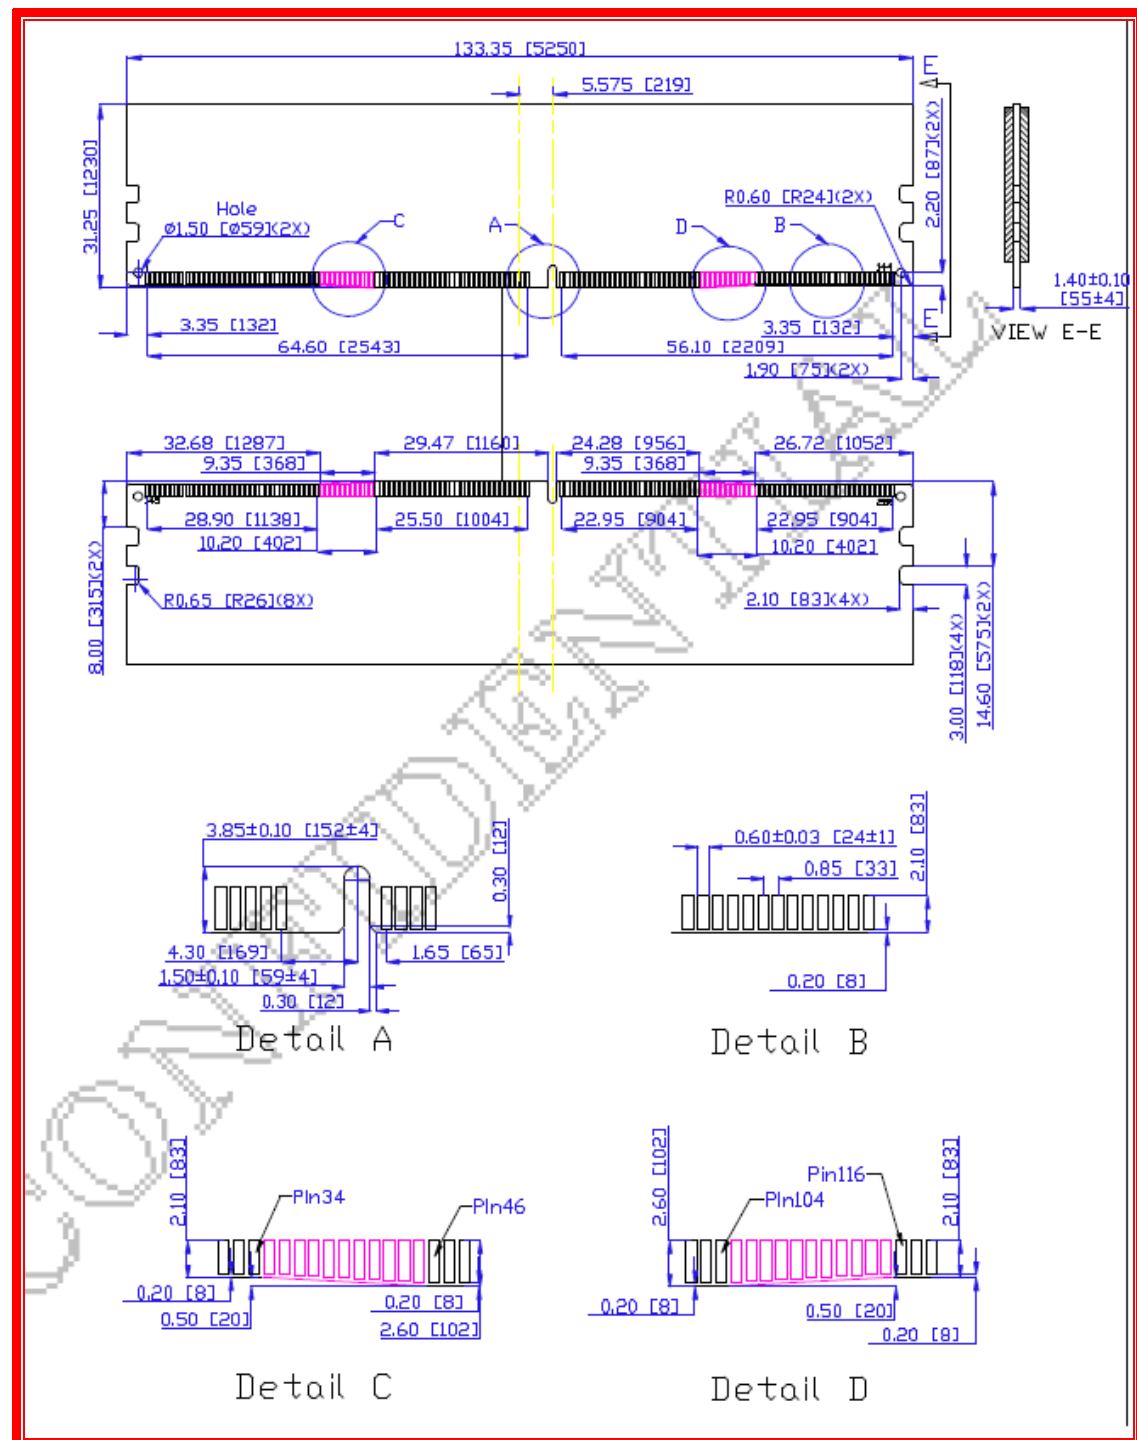 133.35 [5250]
5.575 [219]
E
31.25 [1230]
2.20 [87](2X)
Hole
Ø1.50 [Ø59](2X)
C
A
D
B
R0.60 [R24](2X)
1.40±0.10
[55±4]
VIEW E-E
3.35 [132]
3.35 [132]
E
64.60 [2543]
56.10 [2209]
1.90 [75](2X)
32.68 [1287]
29.47 [1160]
24.28 [956]
26.72 [1052]
9.35 [368]
9.35 [368]
28.90 [1138]
25.50 [1004]
22.95 [904]
22.95 [904]
10.20 [402]
10.20 [402]
8.00 [315](2X)
R0.65 [R26](8X)
2.10 [83](4X)
3.00 [118](4X)
14.60 [575](2X)
CONFIDENTIAL
3.85±0.10 [152±4]
0.30 [12]
4.30 [169]
1.65 [65]
1.50±0.10 [59±4]
0.30 [12]
Detail A
0.60±0.03 [24±1]
0.85 [33]
2.10 [83]
0.20 [8]
Detail B
2.10 [83]
PIn34
PIn46
0.20 [8]
0.50 [20]
0.20 [8]
2.60 [102]
Detail C
2.60 [102]
Pin116
PIn104
2.10 [83]
0.20 [8]
0.50 [20]
0.20 [8]
Detail D